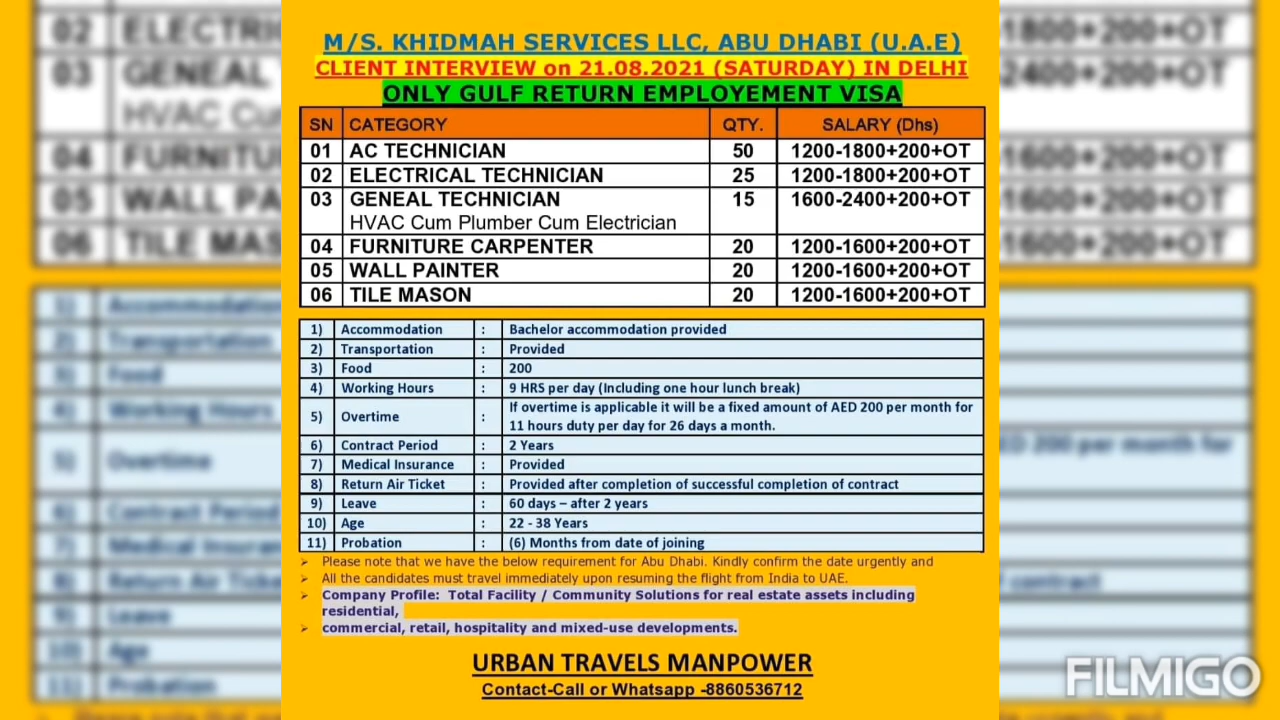 M/S. KHIDMAH SERVICES LLC, ABU DHABI (U.A.E)
CLIENT INTERVIEW on 21.08.2021 (SATURDAY) IN DELHI
ONLY GULF RETURN EMPLOYEMENT VISA
SN CATEGORY QTY. SALARY (Dhs)
01 AC TECHNICIAN 50 1200-1800+200+OT
02 ELECTRICAL TECHNICIAN 25 1200-1800+200+OT
03 GENEAL TECHNICIAN 15 1600-2400+200+OT
HVAC Cum Plumber Cum Electrician
04 FURNITURE CARPENTER 20 1200-1600+200+OT
05 WALL PAINTER 20 1200-1600+200+OT
06 TILE MASON 20 1200-1600+200+OT
1) Accommodation : Bachelor accommodation provided
2) Transportation : Provided
3) Food : 200
4) Working Hours : 9 HRS per day (Including one hour lunch break)
5) Overtime : If overtime is applicable it will be a fixed amount of AED 200 per month for
11 hours duty per day for 26 days a month.
6) Contract Period : 2 Years
7) Medical Insurance : Provided
8) Return Air Ticket : Provided after completion of successful completion of contract
9) Leave : 60 days – after 2 years
10) Age : 22 - 38 Years
11) Probation : (6) Months from date of joining
➢ Please note that we have the below requirement for Abu Dhabi. Kindly confirm the date urgently and
➢ All the candidates must travel immediately upon resuming the flight from India to UAE.
➢ Company Profile: Total Facility / Community Solutions for real estate assets including
residential,
➢ commercial, retail, hospitality and mixed-use developments.
URBAN TRAVELS MANPOWER
Contact-Call or Whatsapp -8860536712
FILMIGO